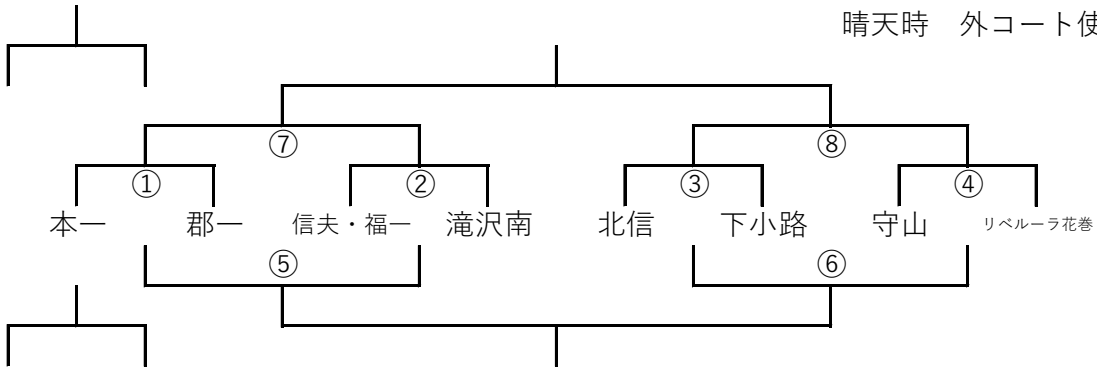 晴天時　外コート使
⑦ ⑧
① ② ③ ④
本一 郡一 信夫・福一 滝沢南 北信 下小路 守山 リベルーラ花巻
⑤ ⑥